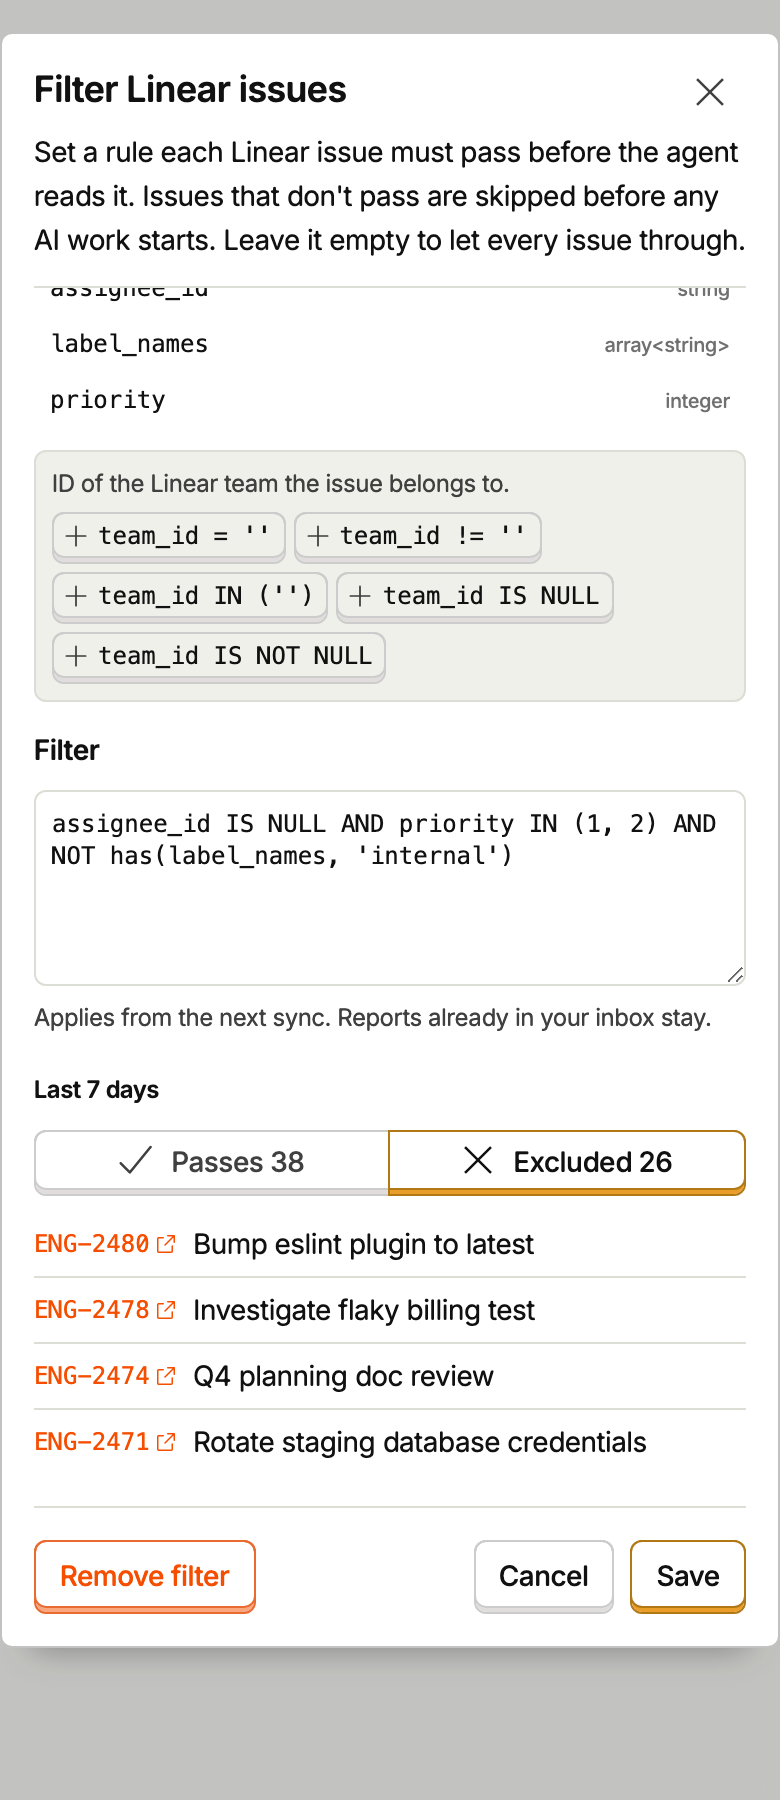 Filter Linear issues
Set a rule each Linear issue must pass before the agent
reads it. Issues that don't pass are skipped before any
AI work starts. Leave it empty to let every issue through.
assignee_id string
label_names array<string>
priority integer
ID of the Linear team the issue belongs to.
+ team_id = '' + team_id != ''
+ team_id IN ('') + team_id IS NULL
+ team_id IS NOT NULL
Filter
assignee_id IS NULL AND priority IN (1, 2) AND
NOT has(label_names, 'internal')
Applies from the next sync. Reports already in your inbox stay.
Last 7 days
Passes 38 Excluded 26
ENG-2480 Bump eslint plugin to latest
ENG-2478 Investigate flaky billing test
ENG-2474 Q4 planning doc review
ENG-2471 Rotate staging database credentials
Remove filter Cancel Save